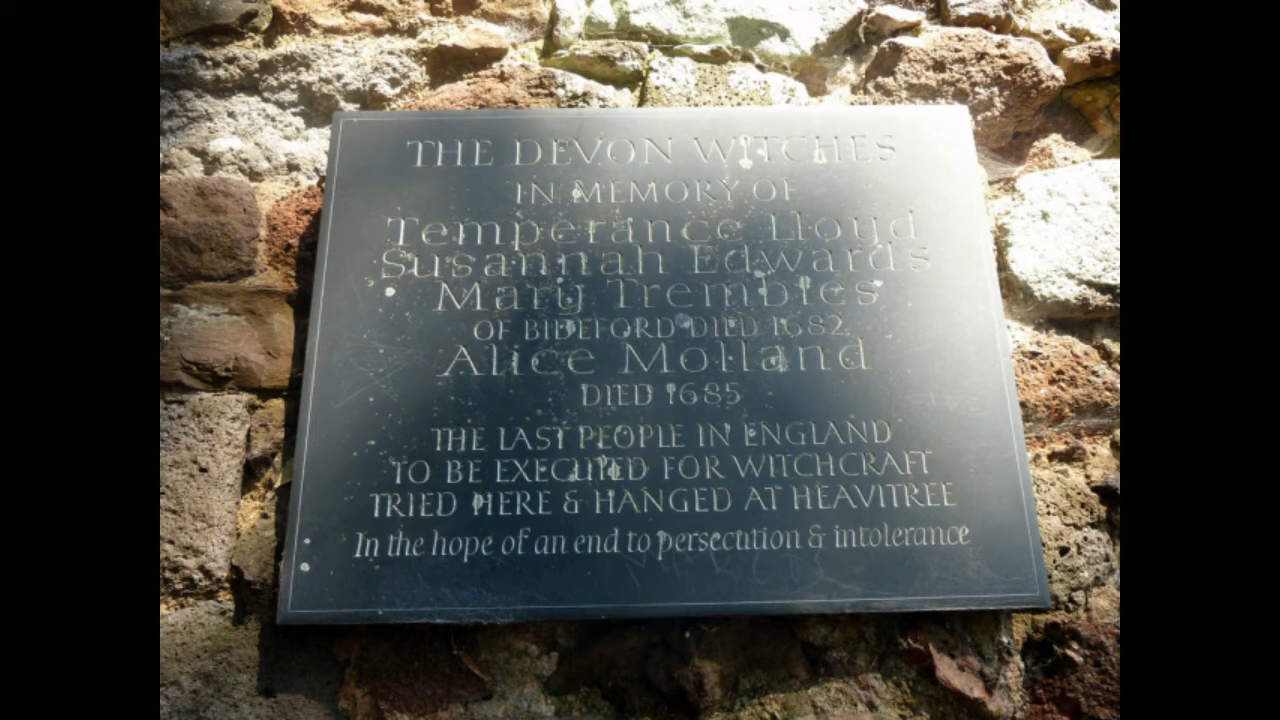 THE DEVON WITCHES
IN MEMORY OF
Temperance Lloyd
Susannah Edwards
Mary Trembles
OF BIDEFORD DIED 1682
Alice Molland
DIED 1685
THE LAST PEOPLE IN ENGLAND
TO BE EXECUTED FOR WITCHCRAFT
TRIED HERE & HANGED AT HEAVITREE
In the hope of an end to persecution & intolerance